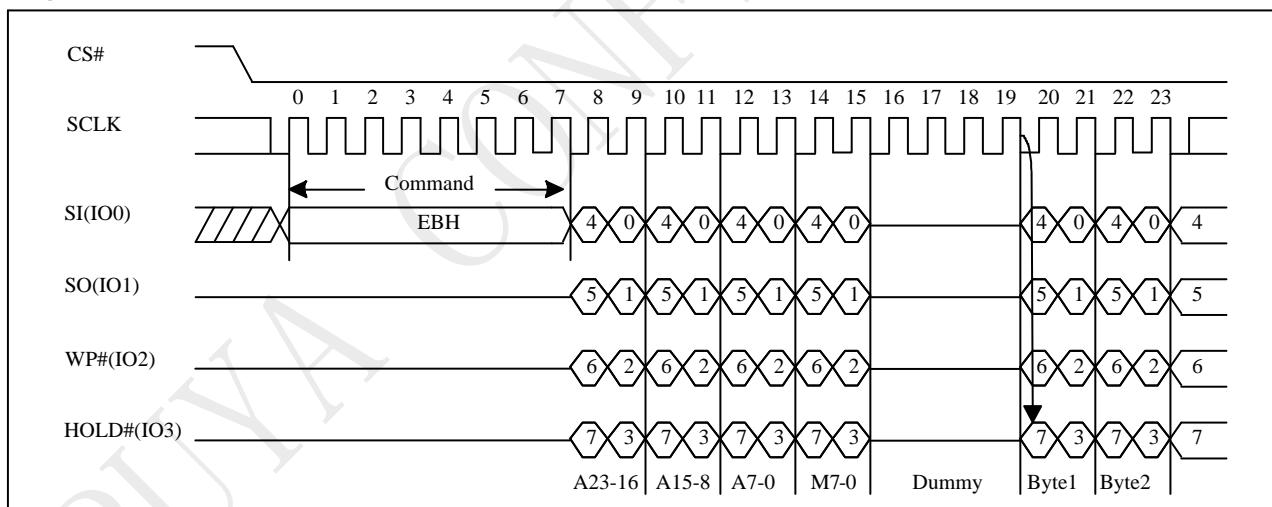 CS#
0 1 2 3 4 5 6 7 8 9 10 11 12 13 14 15 16 17 18 19 20 21 22 23
SCLK
Command
SI(IO0) EBH 4 0 4 0 4 0 4 0 4 0 4 0 4
SO(IO1) 5 1 5 1 5 1 5 1 5 1 5 1 5
WP#(IO2) 6 2 6 2 6 2 6 2 6 2 6 2 6
HOLD#(IO3) 7 3 7 3 7 3 7 3 7 3 7 3 7
A23-16 A15-8 A7-0 M7-0 Dummy Byte1 Byte2